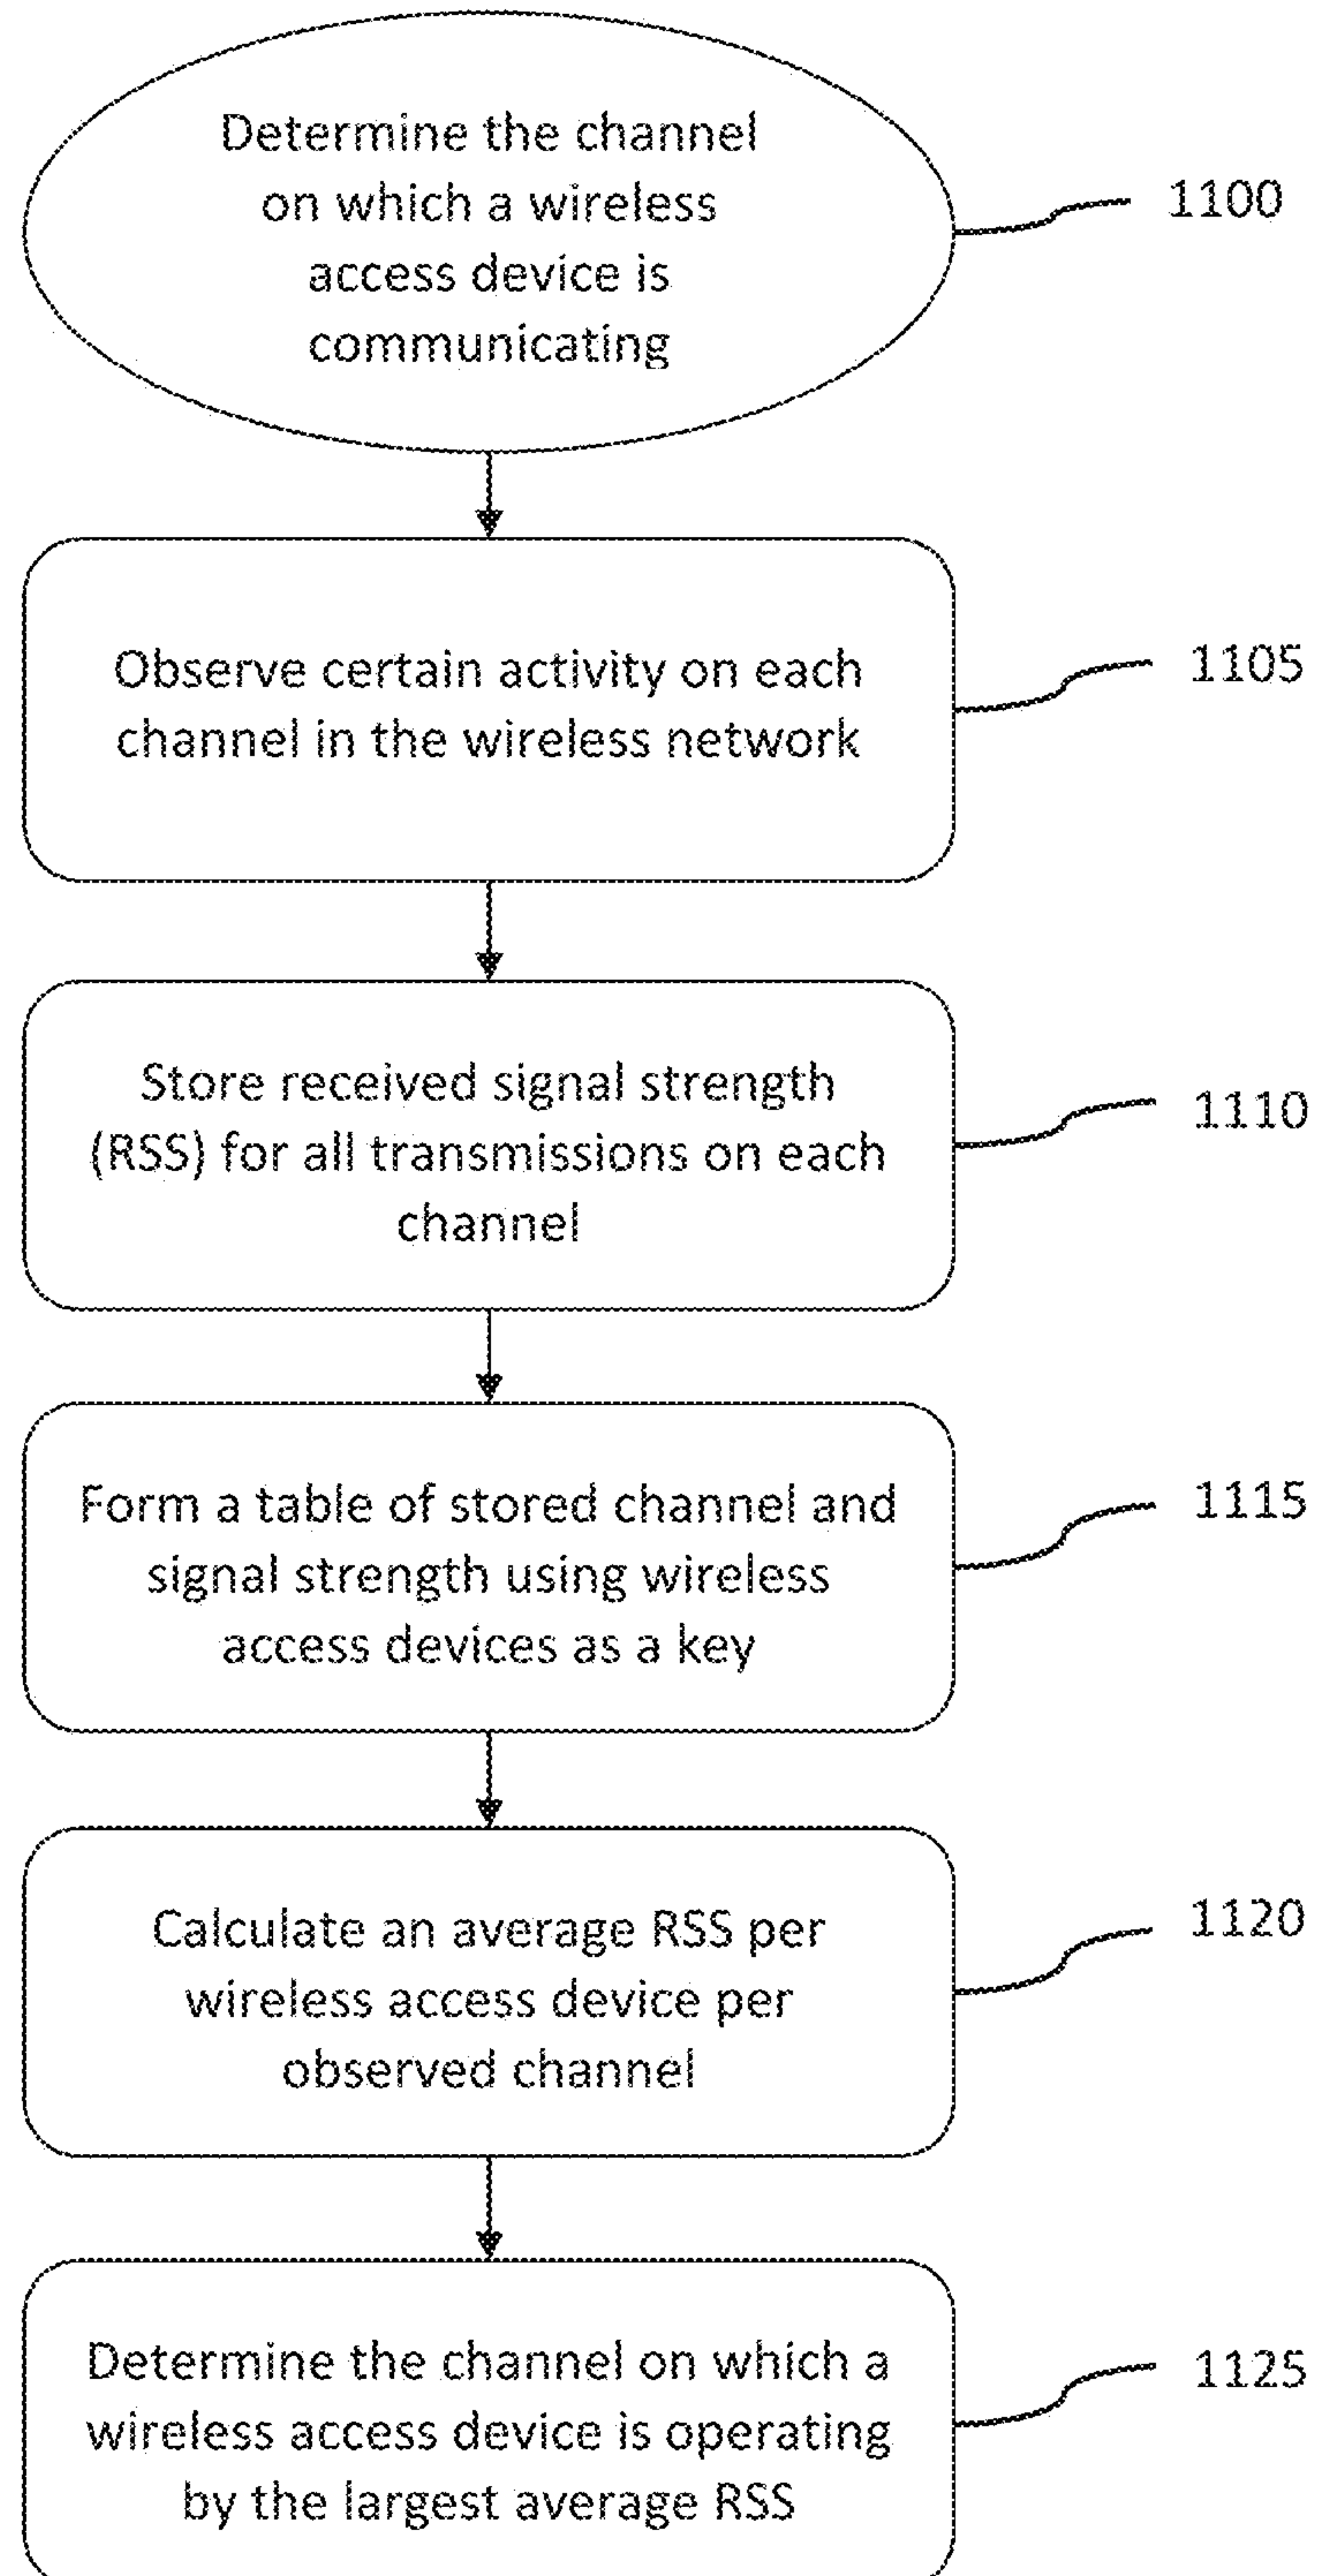 Determine the channel
on which a wireless
access device is
communicating
1100
Observe certain activity on each
channel in the wireless network
1105
Store received signal strength
(RSS) for all transmissions on each
channel
1110
Form a table of stored channel and
signal strength using wireless
access devices as a key
1115
Calculate an average RSS per
wireless access device per
observed channel
1120
Determine the channel on which a
wireless access device is operating
by the largest average RSS
1125